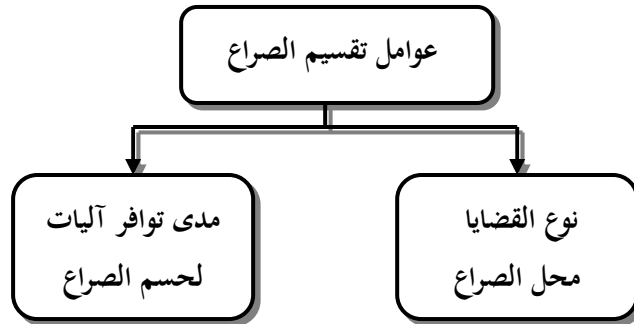 عوامل تقسيم الصراع
نوع القضايا
محل الصراع
مدى توافر آليات
لحسم الصراع